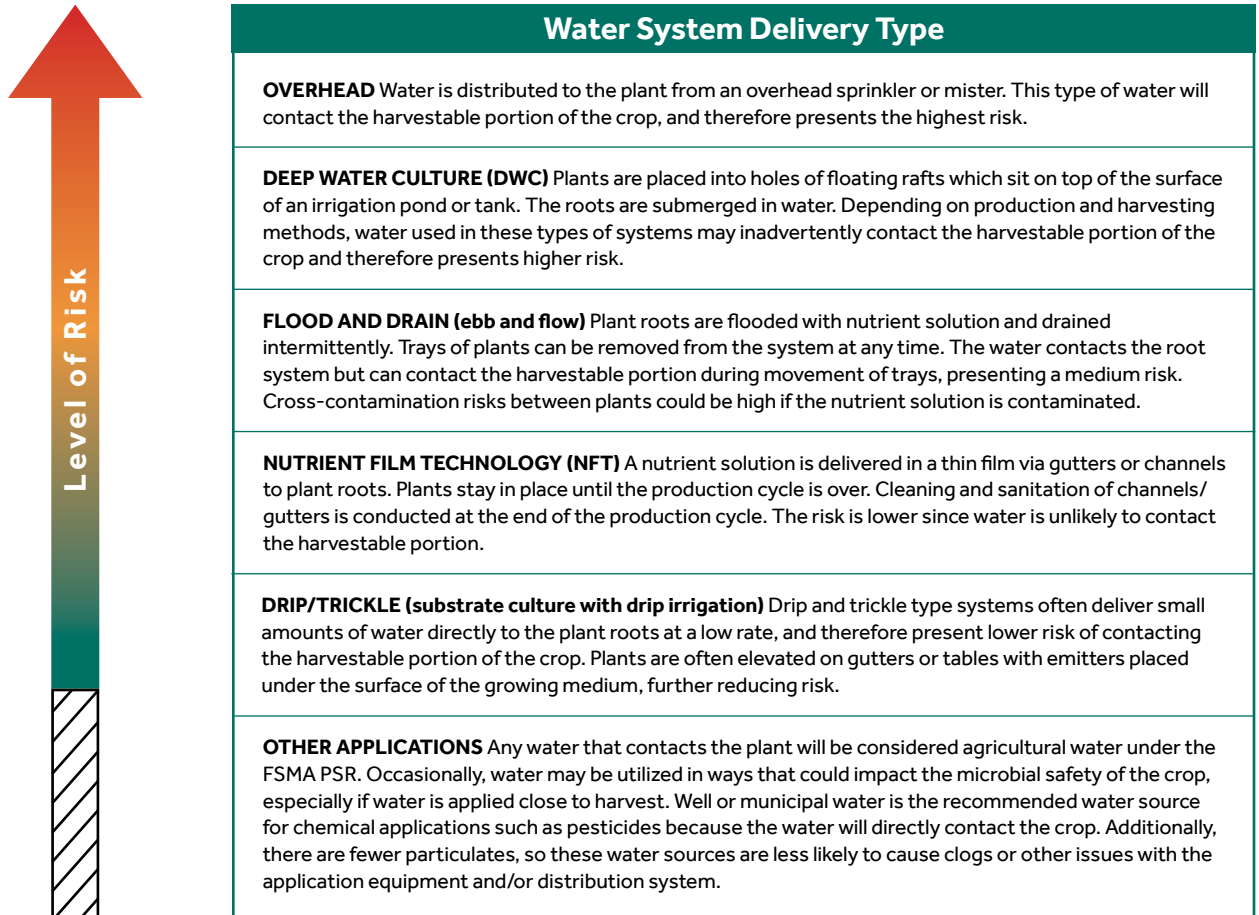 Water System Delivery Type
OVERHEAD Water is distributed to the plant from an overhead sprinkler or mister. This type of water will
contact the harvestable portion of the crop, and therefore presents the highest risk.
DEEP WATER CULTURE (DWC) Plants are placed into holes of floating rafts which sit on top of the surface
of an irrigation pond or tank. The roots are submerged in water. Depending on production and harvesting
methods, water used in these types of systems may inadvertently contact the harvestable portion of the
crop and therefore presents higher risk.
FLOOD AND DRAIN (ebb and flow) Plant roots are flooded with nutrient solution and drained
intermittently. Trays of plants can be removed from the system at any time. The water contacts the root
system but can contact the harvestable portion during movement of trays, presenting a medium risk.
Cross-contamination risks between plants could be high if the nutrient solution is contaminated.
NUTRIENT FILM TECHNOLOGY (NFT) A nutrient solution is delivered in a thin film via gutters or channels
to plant roots. Plants stay in place until the production cycle is over. Cleaning and sanitation of channels/
gutters is conducted at the end of the production cycle. The risk is lower since water is unlikely to contact
the harvestable portion.
DRIP/TRICKLE (substrate culture with drip irrigation) Drip and trickle type systems often deliver small
amounts of water directly to the plant roots at a low rate, and therefore present lower risk of contacting
the harvestable portion of the crop. Plants are often elevated on gutters or tables with emitters placed
under the surface of the growing medium, further reducing risk.
OTHER APPLICATIONS Any water that contacts the plant will be considered agricultural water under the
FSMA PSR. Occasionally, water may be utilized in ways that could impact the microbial safety of the crop,
especially if water is applied close to harvest. Well or municipal water is the recommended water source
for chemical applications such as pesticides because the water will directly contact the crop. Additionally,
there are fewer particulates, so these water sources are less likely to cause clogs or other issues with the
application equipment and/or distribution system.
Level of Risk